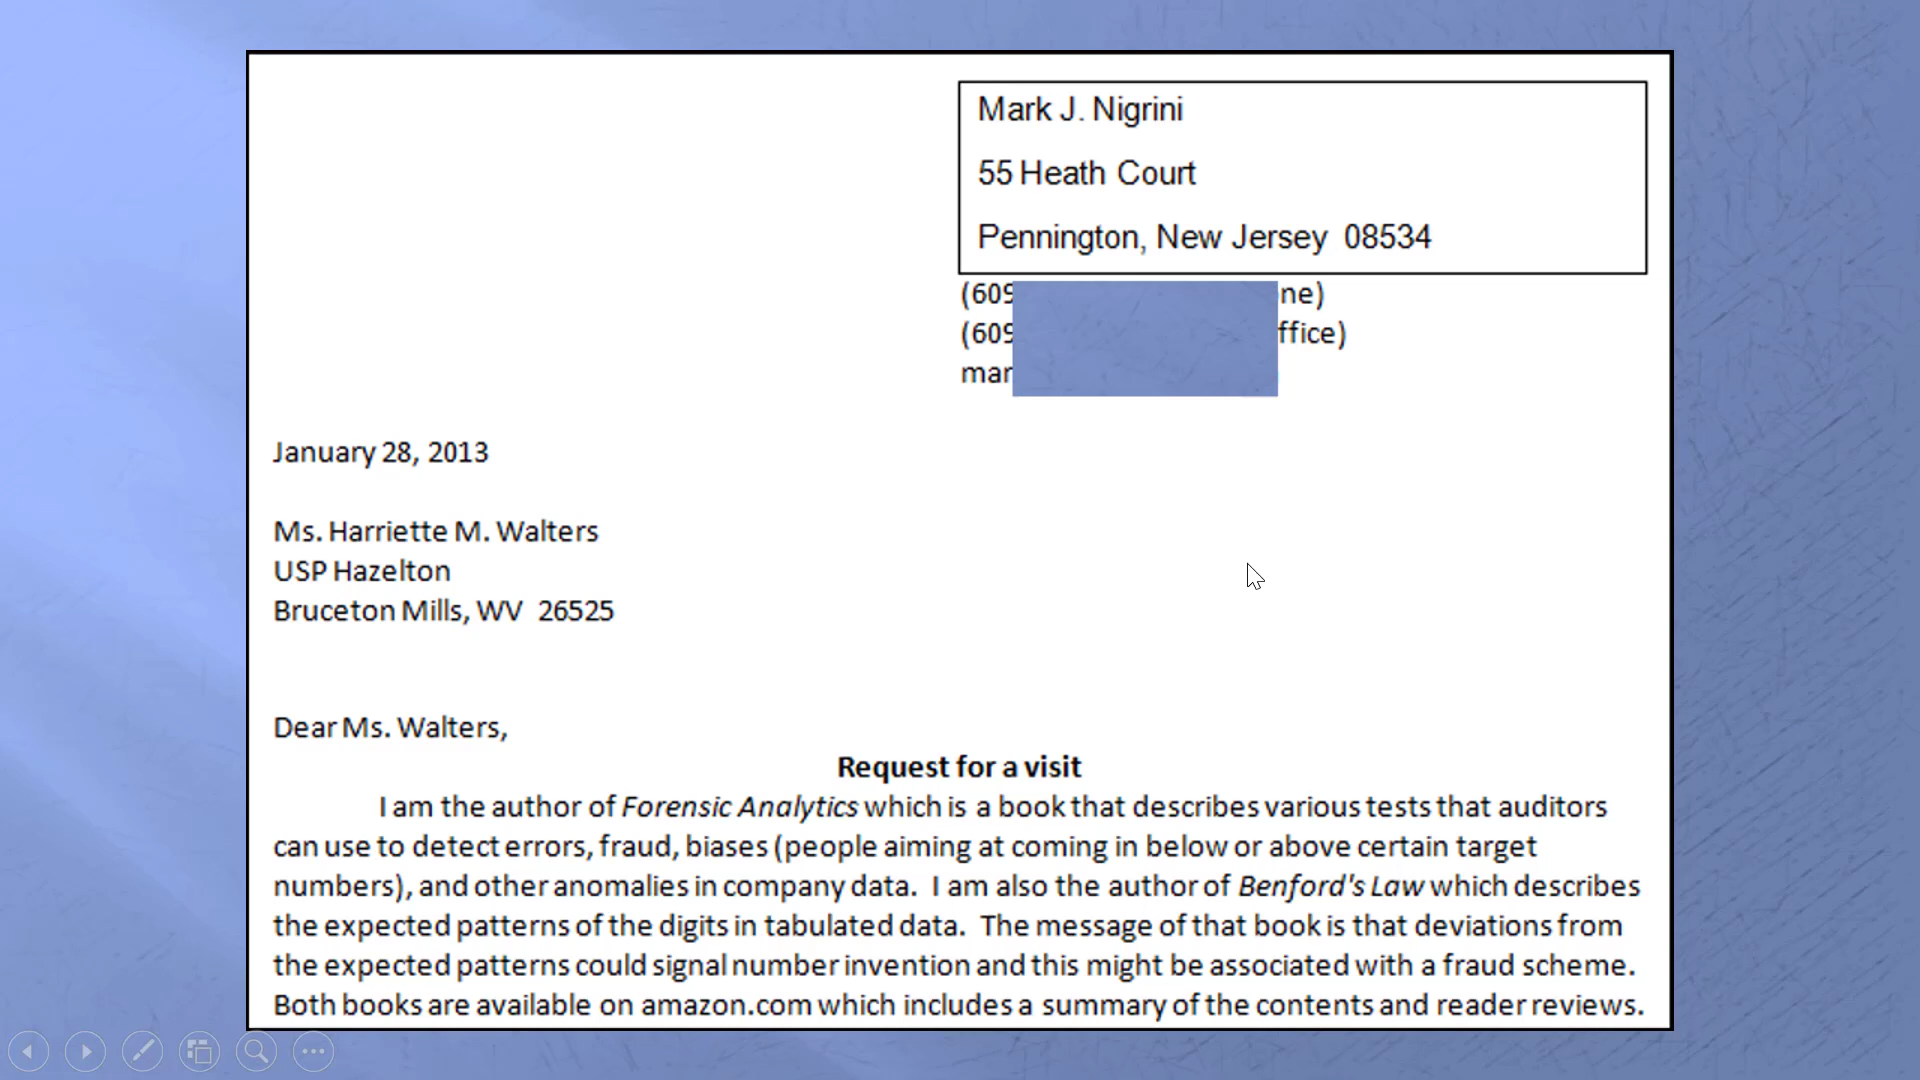 Mark J. Nigrini
55 Heath Court
Pennington, New Jersey 08534
(609 ne)
(609 ffice)
mar
January 28, 2013
Ms. Harriette M. Walters
USP Hazelton
Bruceton Mills, WV 26525
Dear Ms. Walters,
Request for a visit
I am the author of Forensic Analytics which is a book that describes various tests that auditors
can use to detect errors, fraud, biases (people aiming at coming in below or above certain target
numbers), and other anomalies in company data. I am also the author of Benford's Law which describes
the expected patterns of the digits in tabulated data. The message of that book is that deviations from
the expected patterns could signal number invention and this might be associated with a fraud scheme.
Both books are available on amazon.com which includes a summary of the contents and reader reviews.